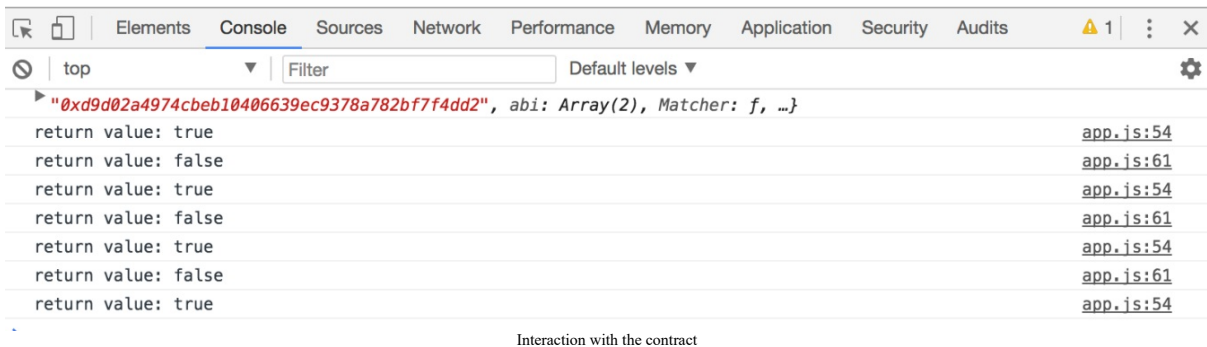 Elements Console Sources Network Performance Memory Application Security Audits 1
top Filter Default levels
"0xd9d02a4974cbeb10406639ec9378a782bf7f4dd2", abi: Array(2), Matcher: ƒ, …}
return value: true app.js:54
return value: false app.js:61
return value: true app.js:54
return value: false app.js:61
return value: true app.js:54
return value: false app.js:61
return value: true app.js:54
Interaction with the contract